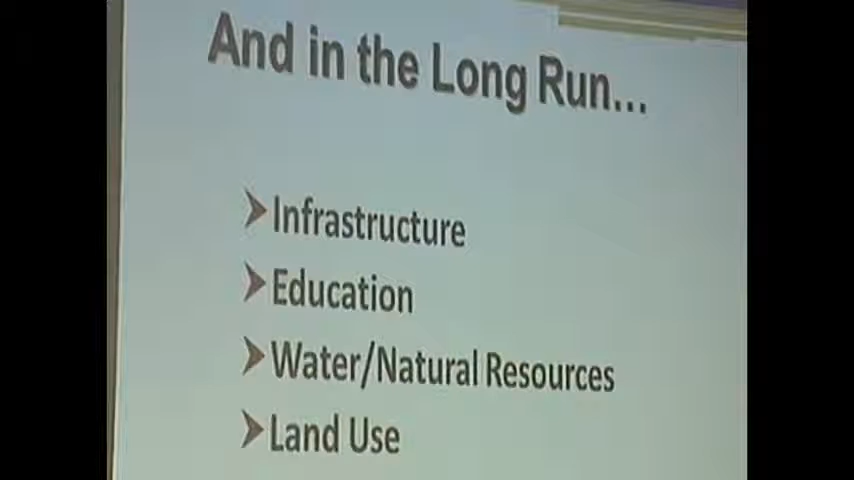 And in the Long Run...
Infrastructure
Education
Water/Natural Resources
Land Use